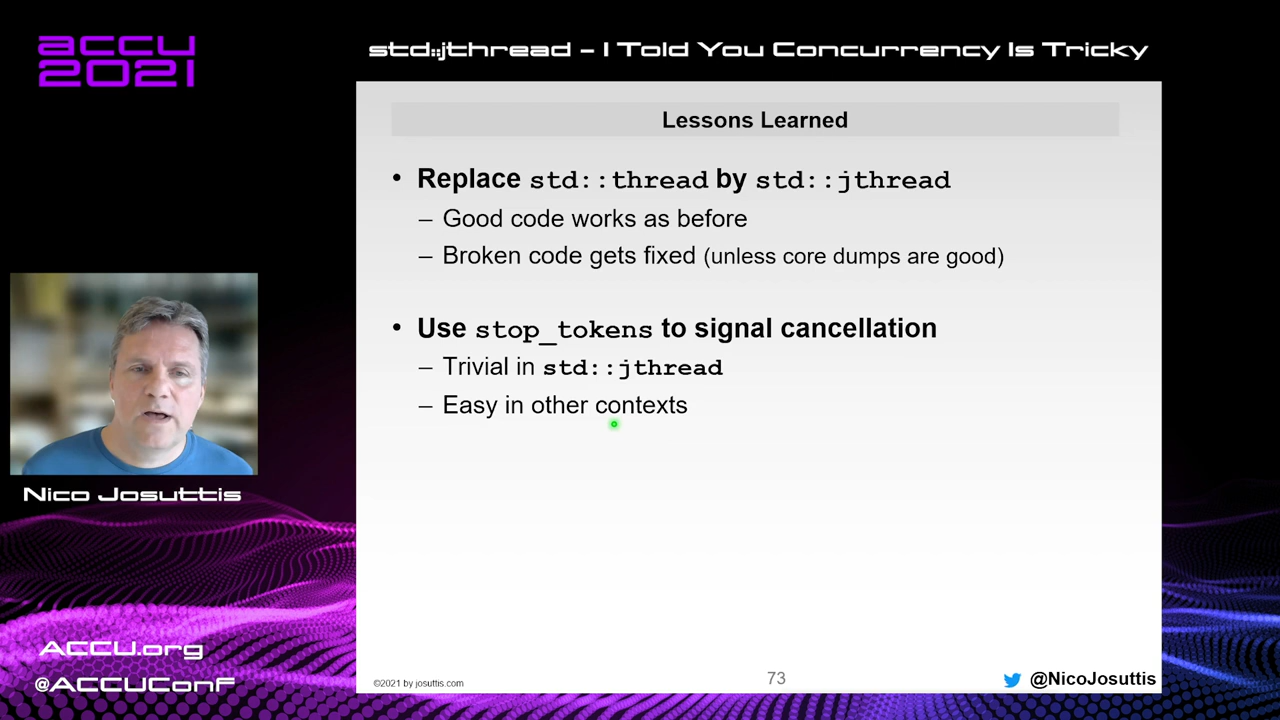 accu
2021
std::jthread – I Told You Concurrency Is Tricky
Lessons Learned
• Replace std::thread by std::jthread
– Good code works as before
– Broken code gets fixed (unless core dumps are good)
• Use stop_tokens to signal cancellation
– Trivial in std::jthread
– Easy in other contexts
Nico Josuttis
ACCU.org
@ACCUConf
©2021 by josuttis.com
73
@NicoJosuttis